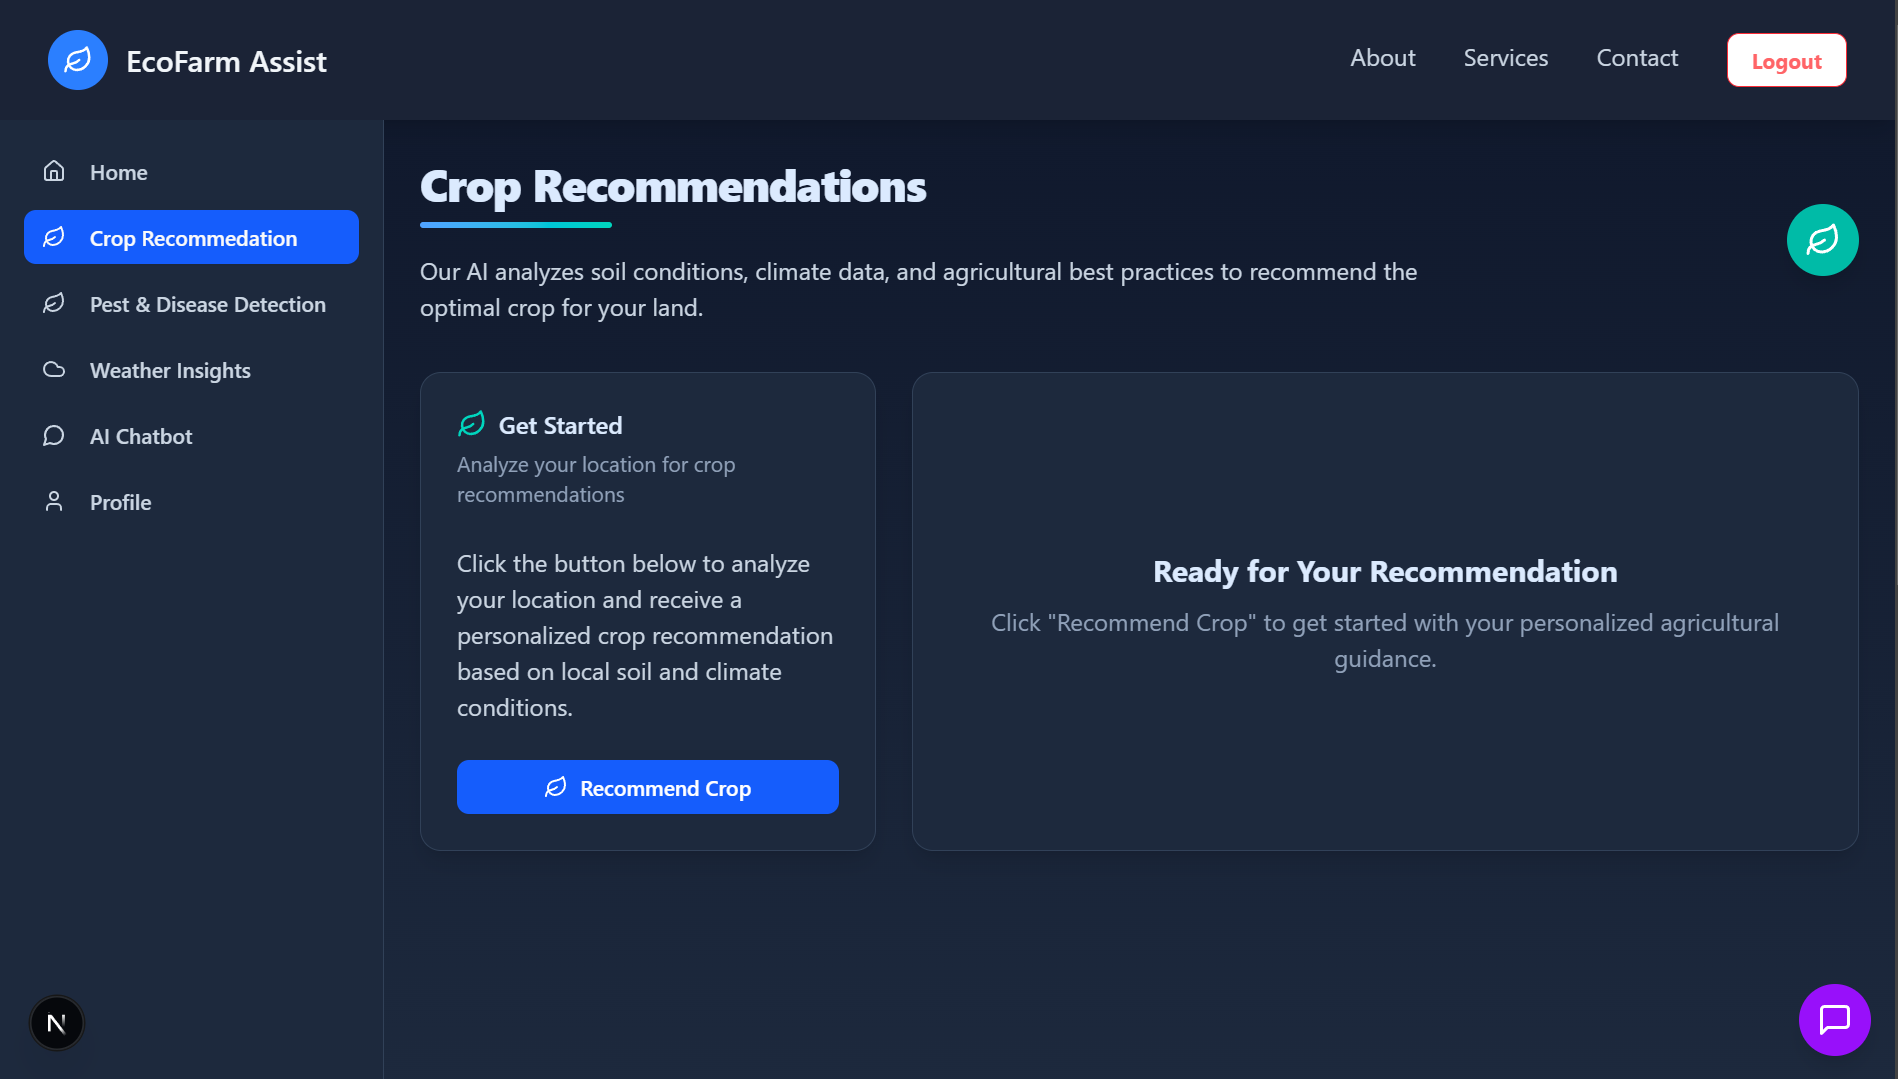 EcoFarm Assist
About
Services
Contact
Logout
Home
Crop Recommedation
Pest & Disease Detection
Weather Insights
AI Chatbot
Profile
Crop Recommendations
Our AI analyzes soil conditions, climate data, and agricultural best practices to recommend the
optimal crop for your land.
Get Started
Analyze your location for crop
recommendations
Click the button below to analyze
your location and receive a
personalized crop recommendation
based on local soil and climate
conditions.
Recommend Crop
Ready for Your Recommendation
Click "Recommend Crop" to get started with your personalized agricultural
guidance.
N